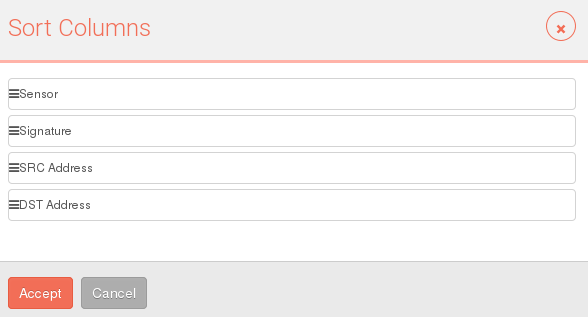 Sort Columns
Sensor
Signature
SRC Address
DST Address
Accept Cancel